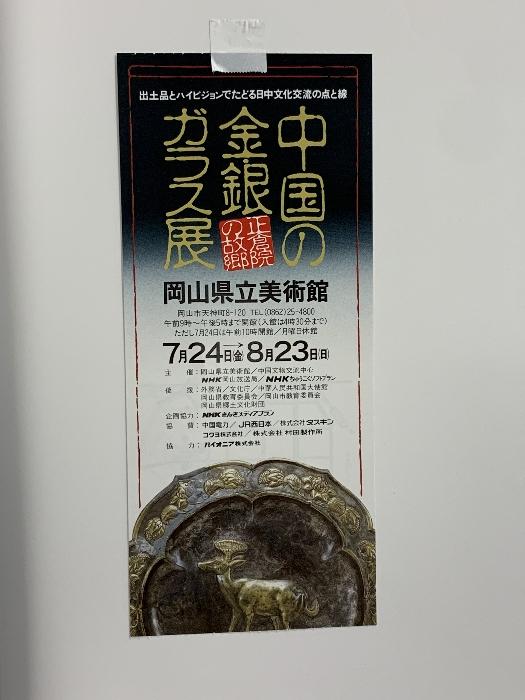 出土品とハイビジョンでたどる日中文化交流の点と線
中国の
金銀
ガラス展
正倉院
の故郷
岡山県立美術館
岡山市天神町8-120 TEL(0862)25-4800
午前9時〜午後5時まで開館(入館は4時30分まで)
ただし7月24日は午前10時開館/月曜日休館
7月24日(金)→8月23日(日)
主 催:岡山県立美術館/中国文物交流中心
NHK岡山放送局/NHKちゅうごくソフトプラン
後 援:外務省/文化庁/中華人民共和国大使館
岡山県教育委員会/岡山市教育委員会
岡山県郷土文化財団
企画協力:NHKきんきメディアプラン
協 賛:中国電力/JR西日本/株式会社ダスキン
コクヨ株式会社/株式会社 村田製作所
協 力:パイオニア株式会社